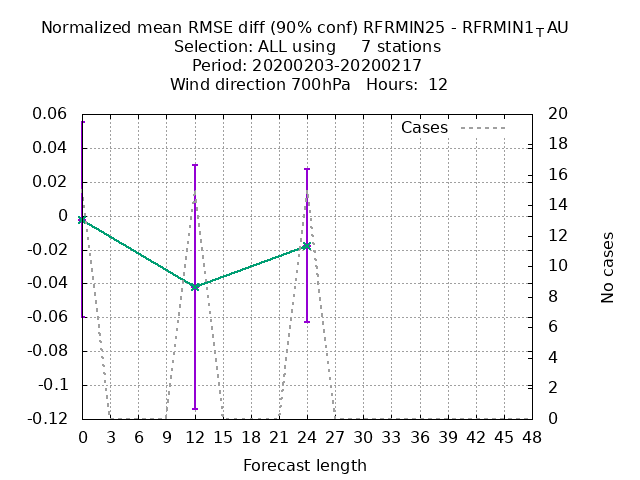 Normalized mean RMSE diff (90% conf) RFRMIN25 - RFRMIN1TAU
Selection: ALL using 7 stations
Period: 20200203-20200217
Wind direction 700hPa Hours: 12
Cases
0.06
0.04
0.02
0
-0.02
-0.04
-0.06
-0.08
-0.1
-0.12
20
18
16
14
12
10
8
6
4
2
0
No cases
0 3 6 9 12 15 18 21 24 27 30 33 36 39 42 45 48
Forecast length